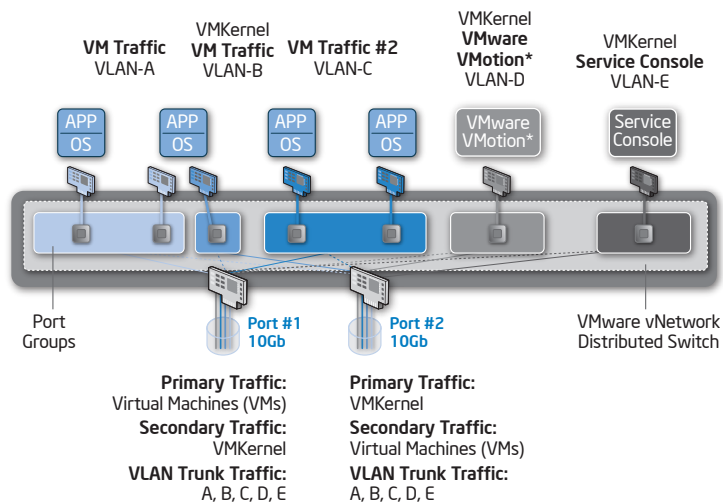 VM Traffic
VLAN-A
VMKernel
VM Traffic
VLAN-B
VM Traffic #2
VLAN-C
VMKernel
VMware
VMotion*
VLAN-D
VMKernel
Service Console
VLAN-E
APP
OS
APP
OS
APP
OS
APP
OS
VMware
VMotion*
Service
Console
Port
Groups
Port #1
10Gb
Port #2
10Gb
VMware vNetwork
Distributed Switch
Primary Traffic:
Virtual Machines (VMs)
Secondary Traffic:
VMKernel
VLAN Trunk Traffic:
A, B, C, D, E
Primary Traffic:
VMKernel
Secondary Traffic:
Virtual Machines (VMs)
VLAN Trunk Traffic:
A, B, C, D, E